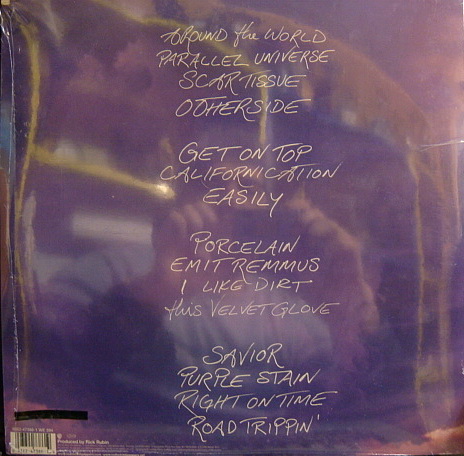 AROUND the WORLD
PARALLEL UNIVERSE
SCAR TISSUE
OTHERSIDE
GET ON TOP
CALIFORNICATION
EASILY
PORCELAIN
EMIT REMMUS
I LIKE DIRT
this VELVET GLOVE
SAVIOR
PURPLE STAIN
RIGHT ON TIME
ROAD TRIPPIN'
Produced by Rick Rubin